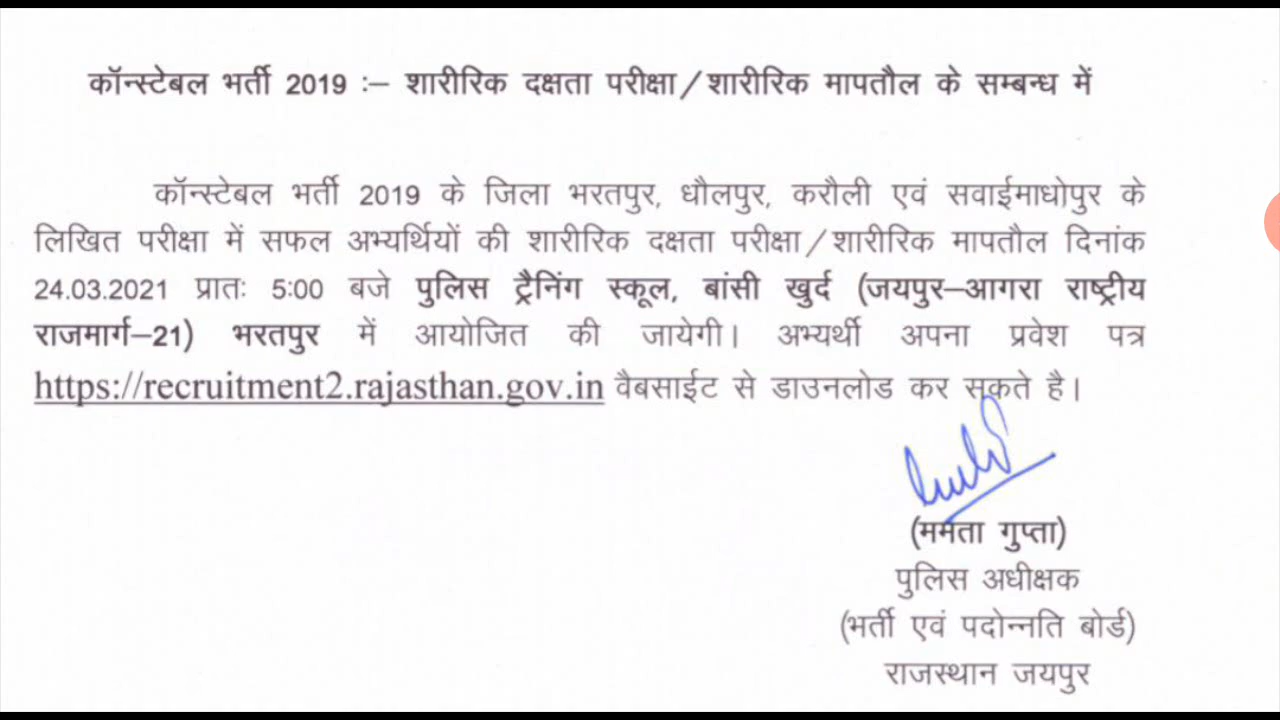 कॉन्स्टेबल भर्ती 2019 :– शारीरिक दक्षता परीक्षा/शारीरिक मापतौल के सम्बन्ध में
कॉन्स्टेबल भर्ती 2019 के जिला भरतपुर, धौलपुर, करौली एवं सवाईमाधोपुर के
लिखित परीक्षा में सफल अभ्यर्थियों की शारीरिक दक्षता परीक्षा/शारीरिक मापतौल दिनांक
24.03.2021 प्रातः 5:00 बजे पुलिस ट्रैनिंग स्कूल, बांसी खुर्द (जयपुर–आगरा राष्ट्रीय
राजमार्ग–21) भरतपुर में आयोजित की जायेगी। अभ्यर्थी अपना प्रवेश पत्र
https://recruitment2.rajasthan.gov.in वैबसाईट से डाउनलोड कर सकते है।
(ममता गुप्ता)
पुलिस अधीक्षक
(भर्ती एवं पदोन्नति बोर्ड)
राजस्थान जयपुर